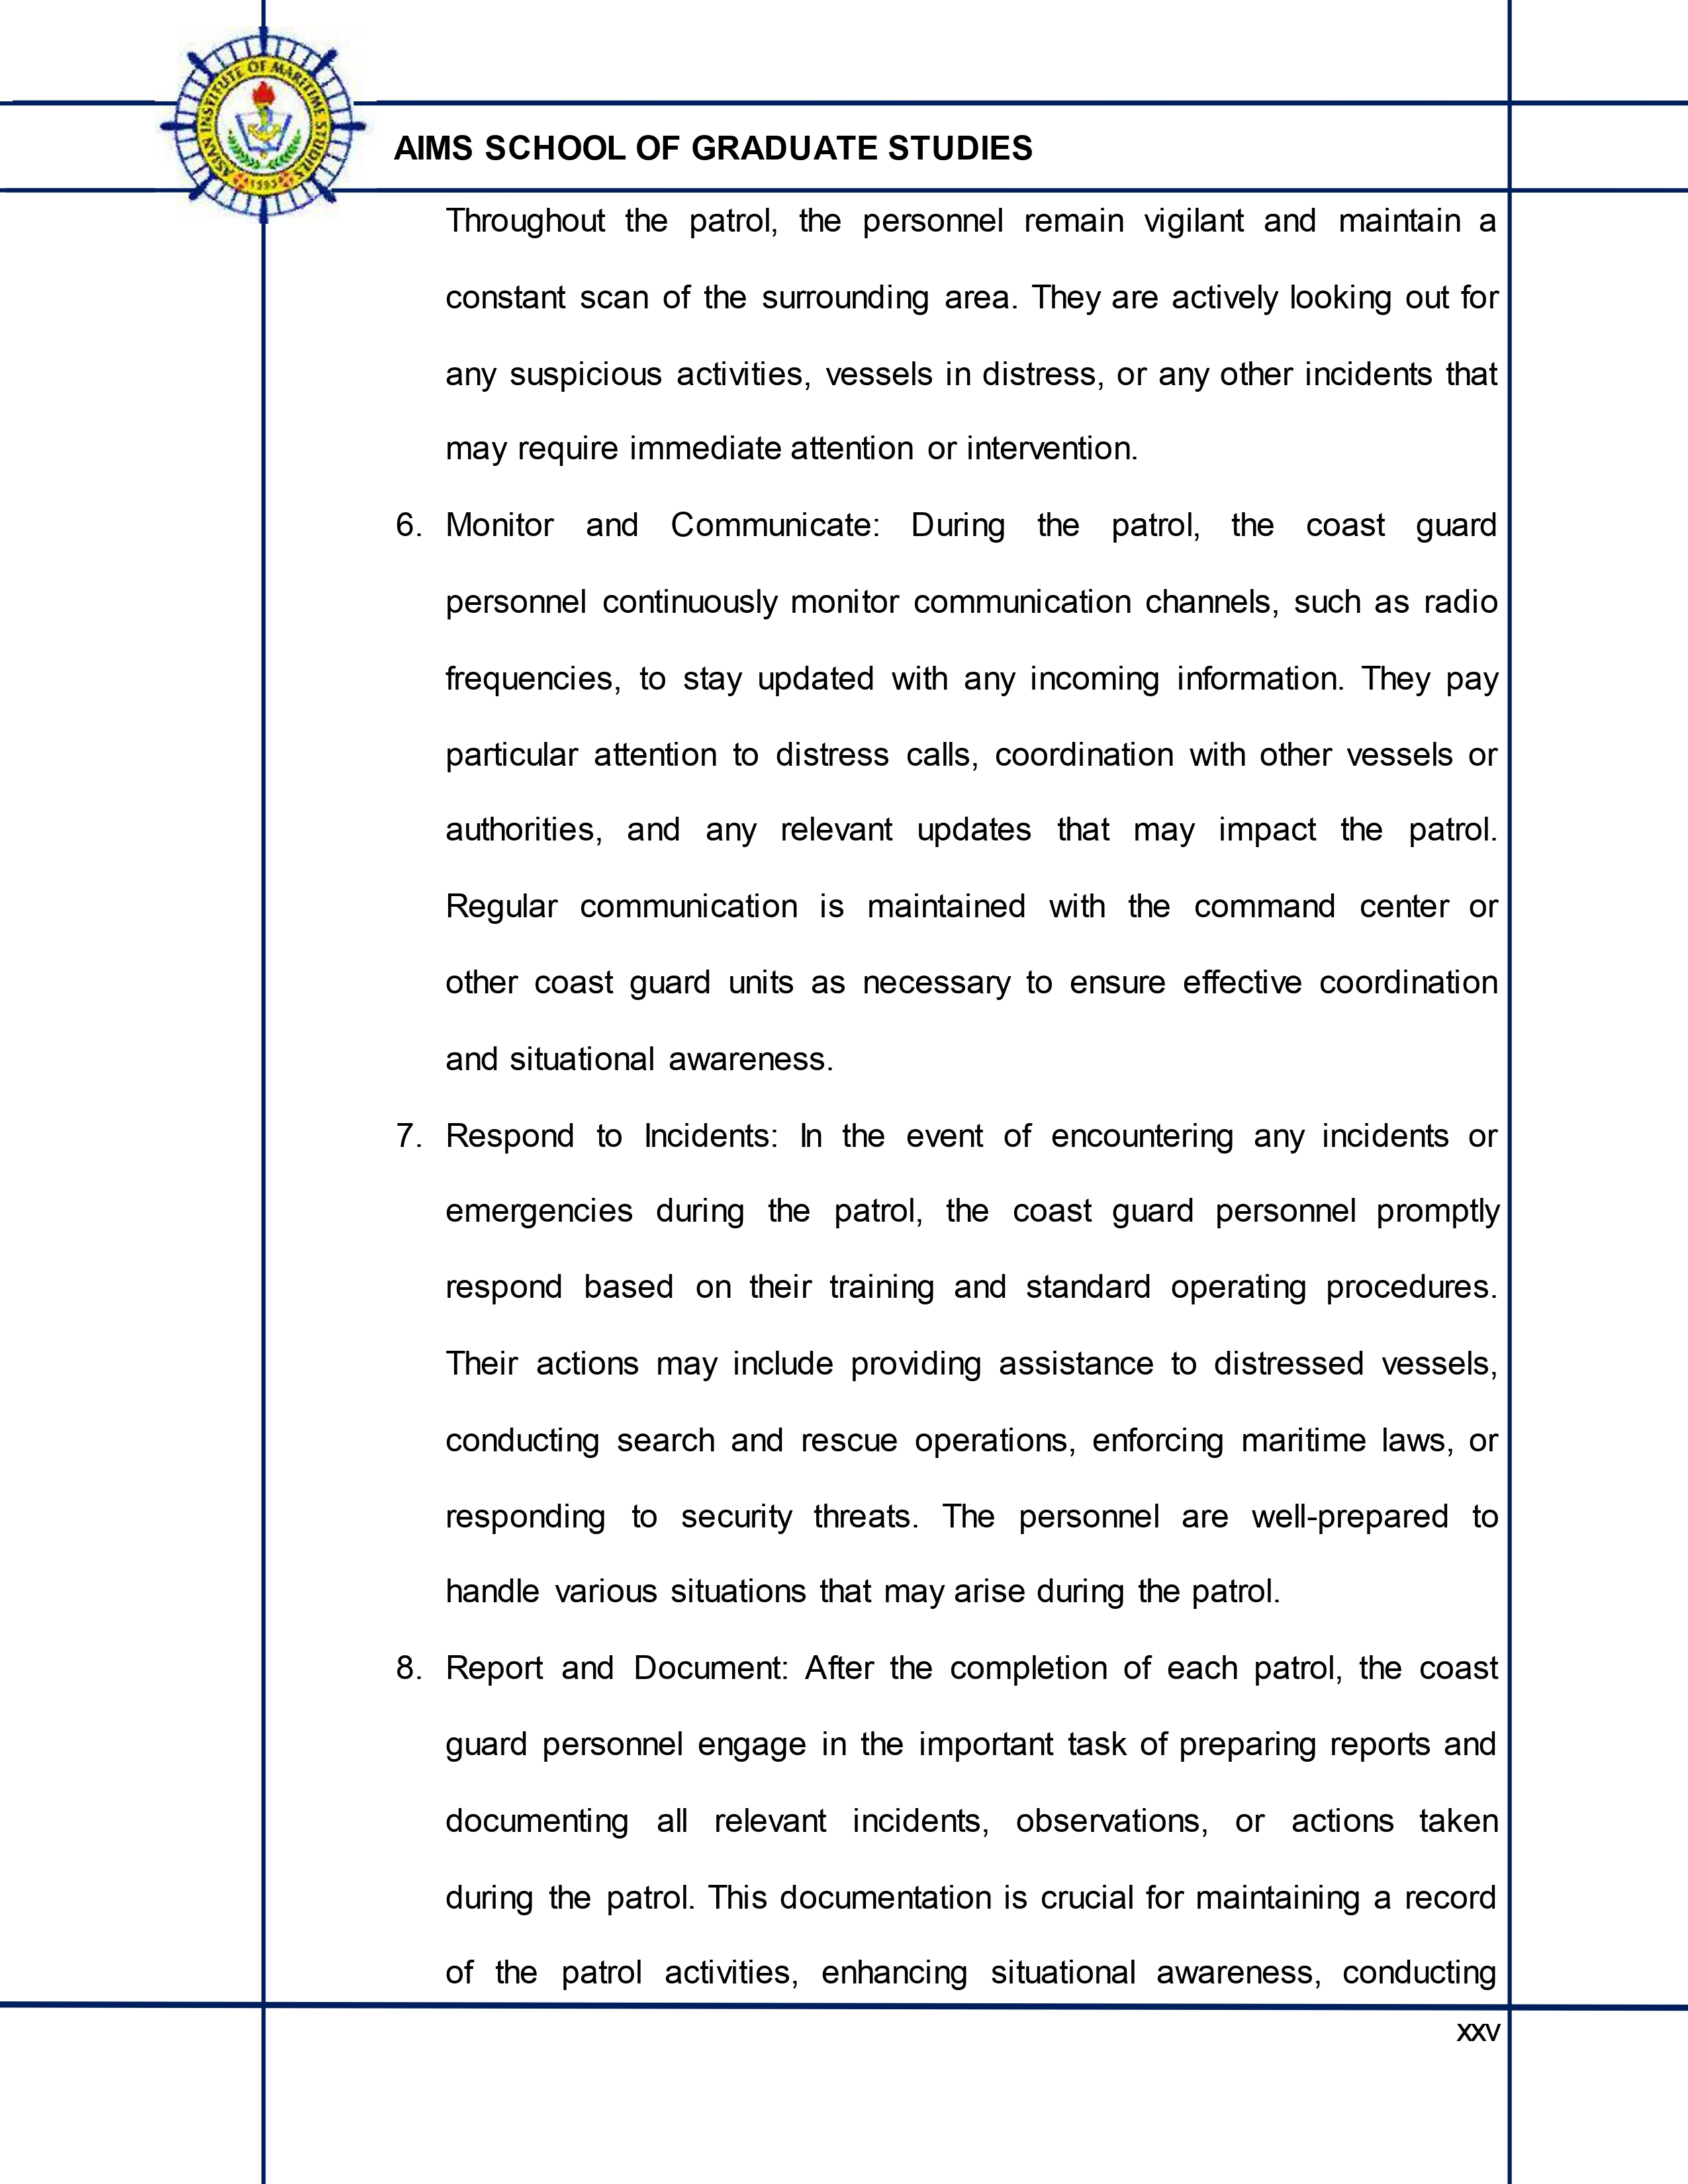 ASIAN INSTITUTE OF MARITIME STUDIES
1993
AIMS SCHOOL OF GRADUATE STUDIES
Throughout the patrol, the personnel remain vigilant and maintain a
constant scan of the surrounding area. They are actively looking out for
any suspicious activities, vessels in distress, or any other incidents that
may require immediate attention or intervention.
6. Monitor and Communicate: During the patrol, the coast guard
personnel continuously monitor communication channels, such as radio
frequencies, to stay updated with any incoming information. They pay
particular attention to distress calls, coordination with other vessels or
authorities, and any relevant updates that may impact the patrol.
Regular communication is maintained with the command center or
other coast guard units as necessary to ensure effective coordination
and situational awareness.
7. Respond to Incidents: In the event of encountering any incidents or
emergencies during the patrol, the coast guard personnel promptly
respond based on their training and standard operating procedures.
Their actions may include providing assistance to distressed vessels,
conducting search and rescue operations, enforcing maritime laws, or
responding to security threats. The personnel are well-prepared to
handle various situations that may arise during the patrol.
8. Report and Document: After the completion of each patrol, the coast
guard personnel engage in the important task of preparing reports and
documenting all relevant incidents, observations, or actions taken
during the patrol. This documentation is crucial for maintaining a record
of the patrol activities, enhancing situational awareness, conducting
xxv